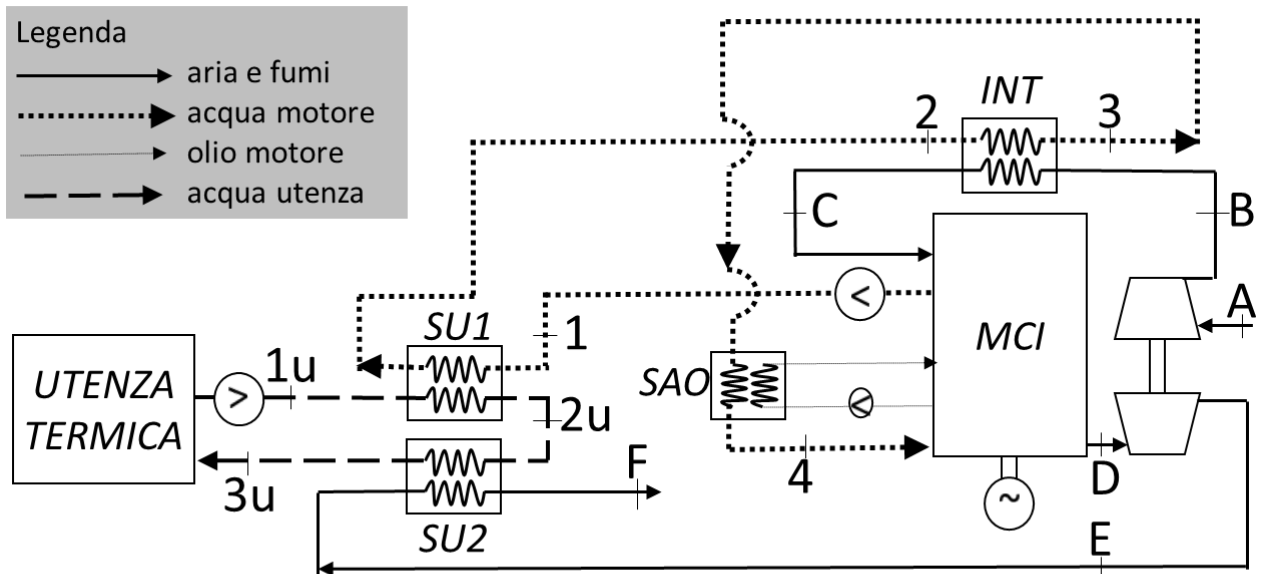 Legenda
aria e fumi
acqua motore
olio motore
acqua utenza
INT
2
3
C
B
A
<
MCI
SU1
1
SAO
<
UTENZA
TERMICA
>
1u
2u
3u
F
4
D
SU2
~
E